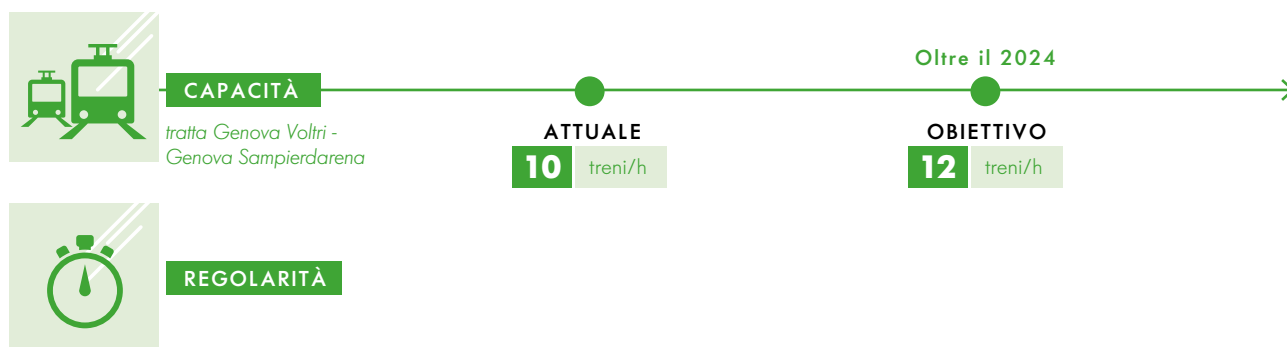 Oltre il 2024
CAPACITÀ
tratta Genova Voltri -
Genova Sampierdarena
ATTUALE
10 treni/h
OBIETTIVO
12 treni/h
REGOLARITÀ